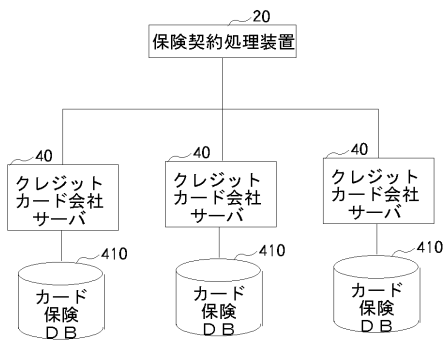 20
保険契約処理装置
40
クレジット
カード会社
サーバ
40
クレジット
カード会社
サーバ
40
クレジット
カード会社
サーバ
410
カード
保険
DB
410
カード
保険
DB
410
カード
保険
DB